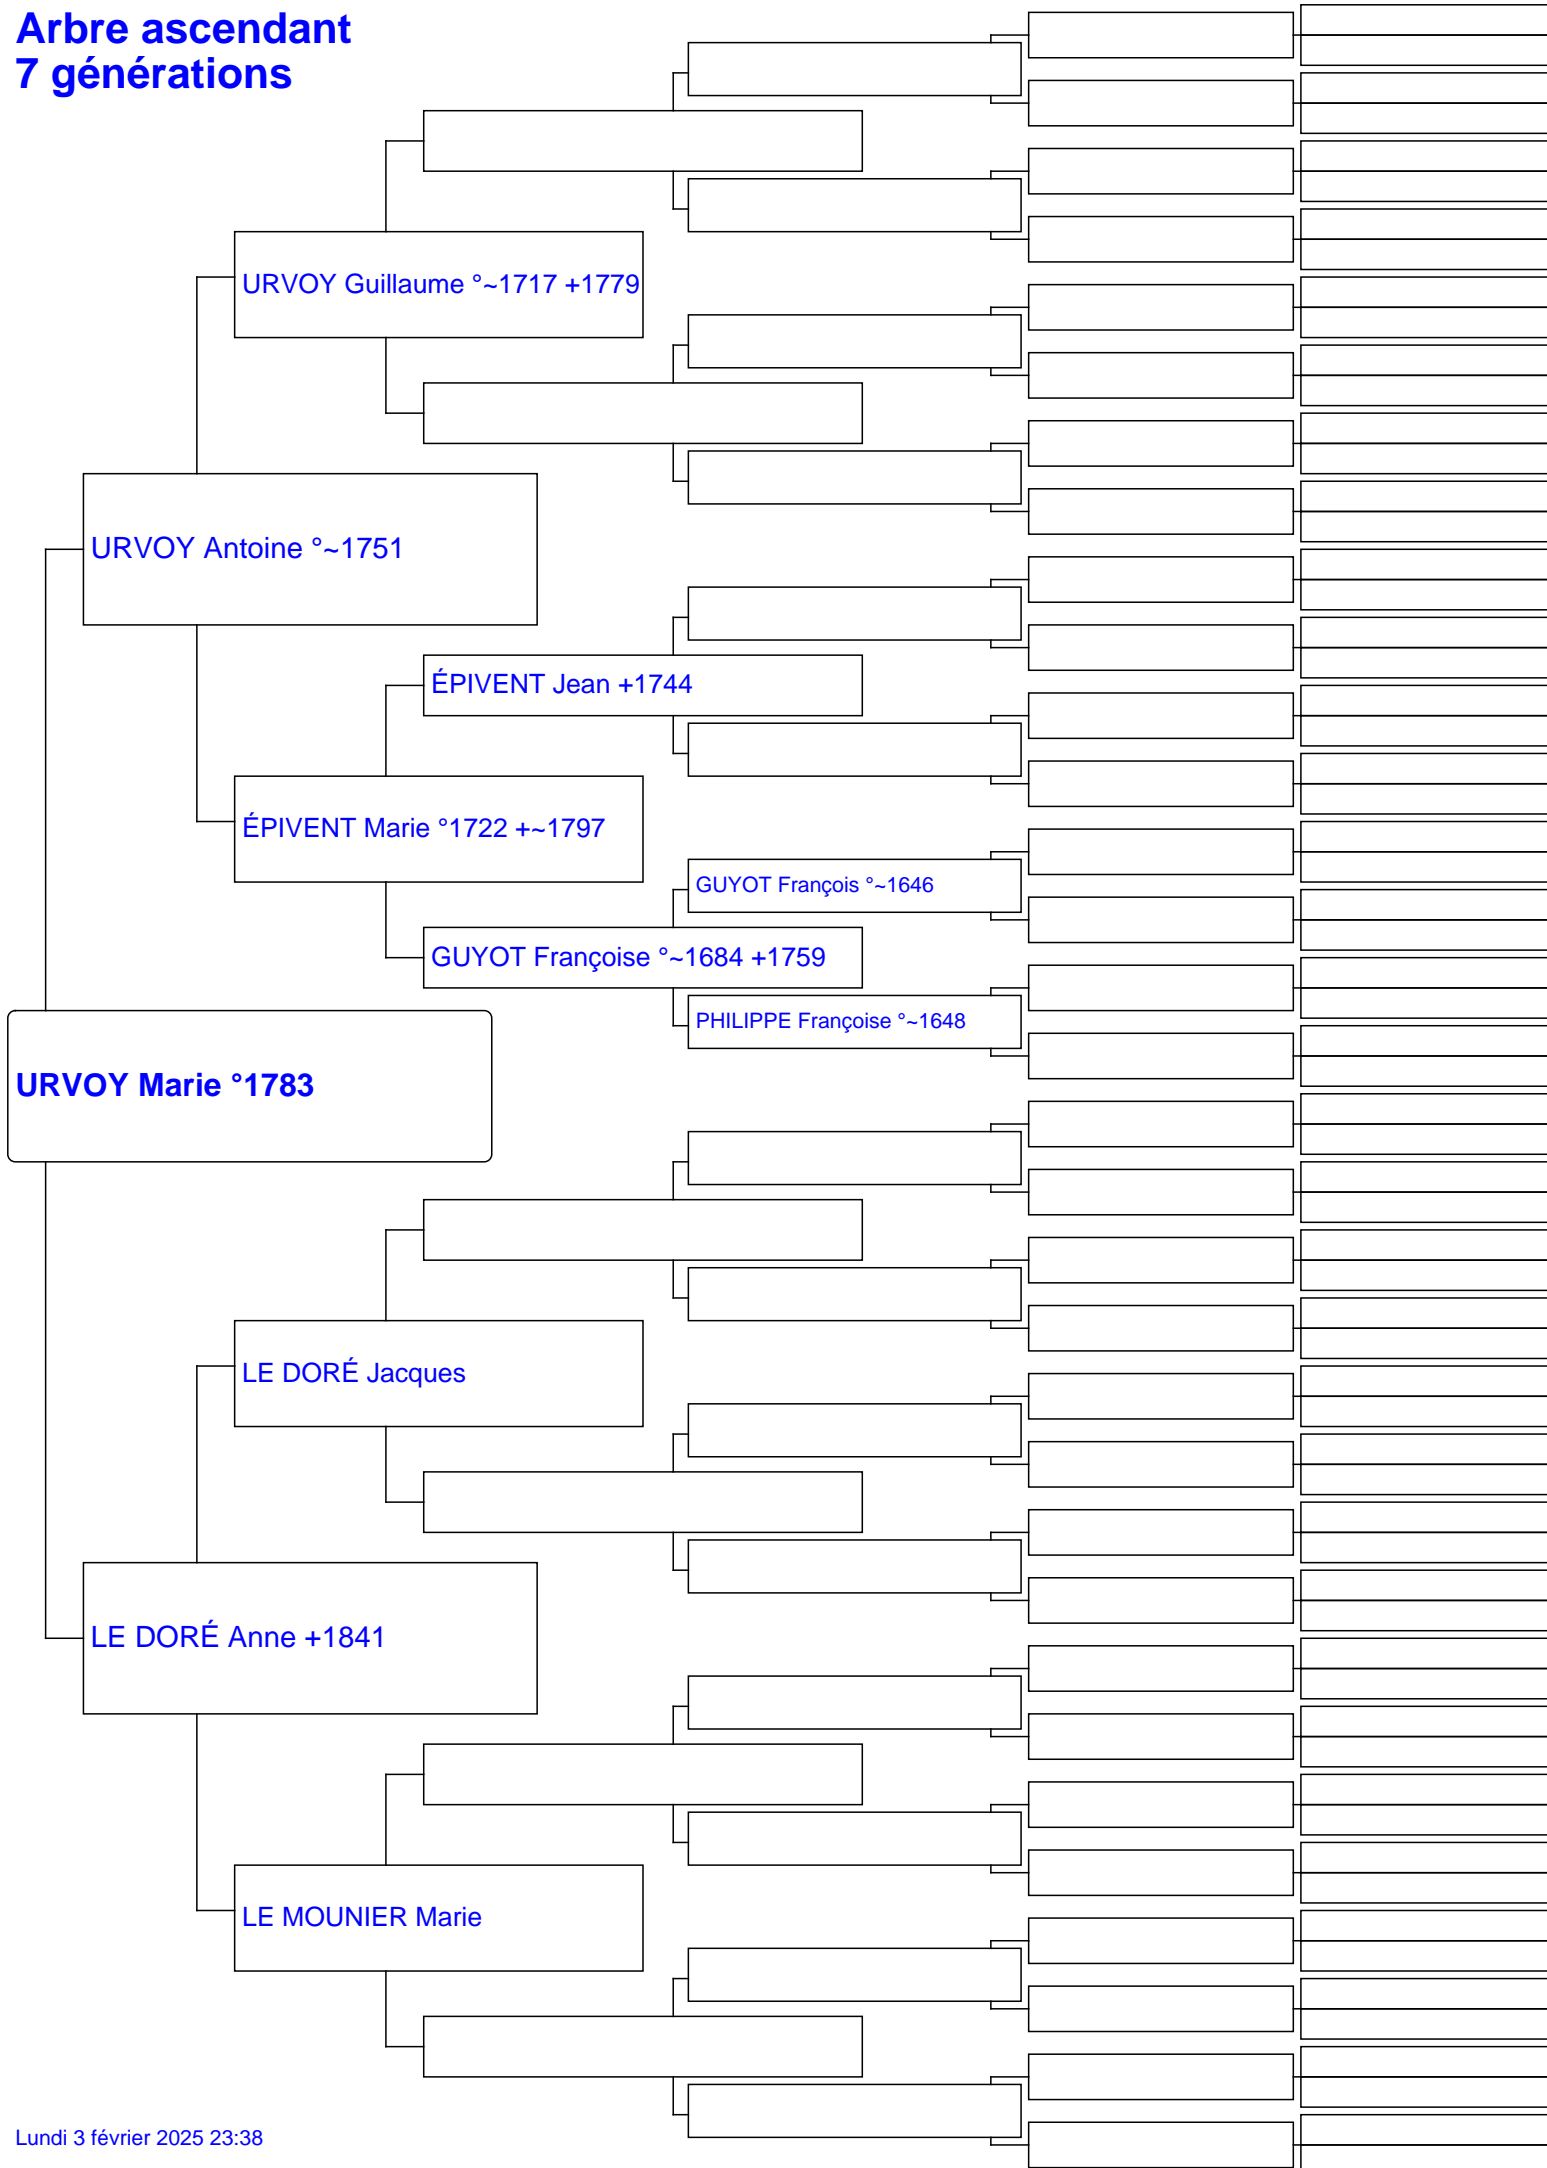 Arbre ascendant
7 générations
URVOY Guillaume °~1717 +1779
URVOY Antoine °~1751
ÉPIVENT Jean +1744
ÉPIVENT Marie °1722 +~1797
GUYOT François °~1646
GUYOT Françoise °~1684 +1759
PHILIPPE Françoise °~1648
URVOY Marie °1783
LE DORÉ Jacques
LE DORÉ Anne +1841
LE MOUNIER Marie
Lundi 3 février 2025 23:38